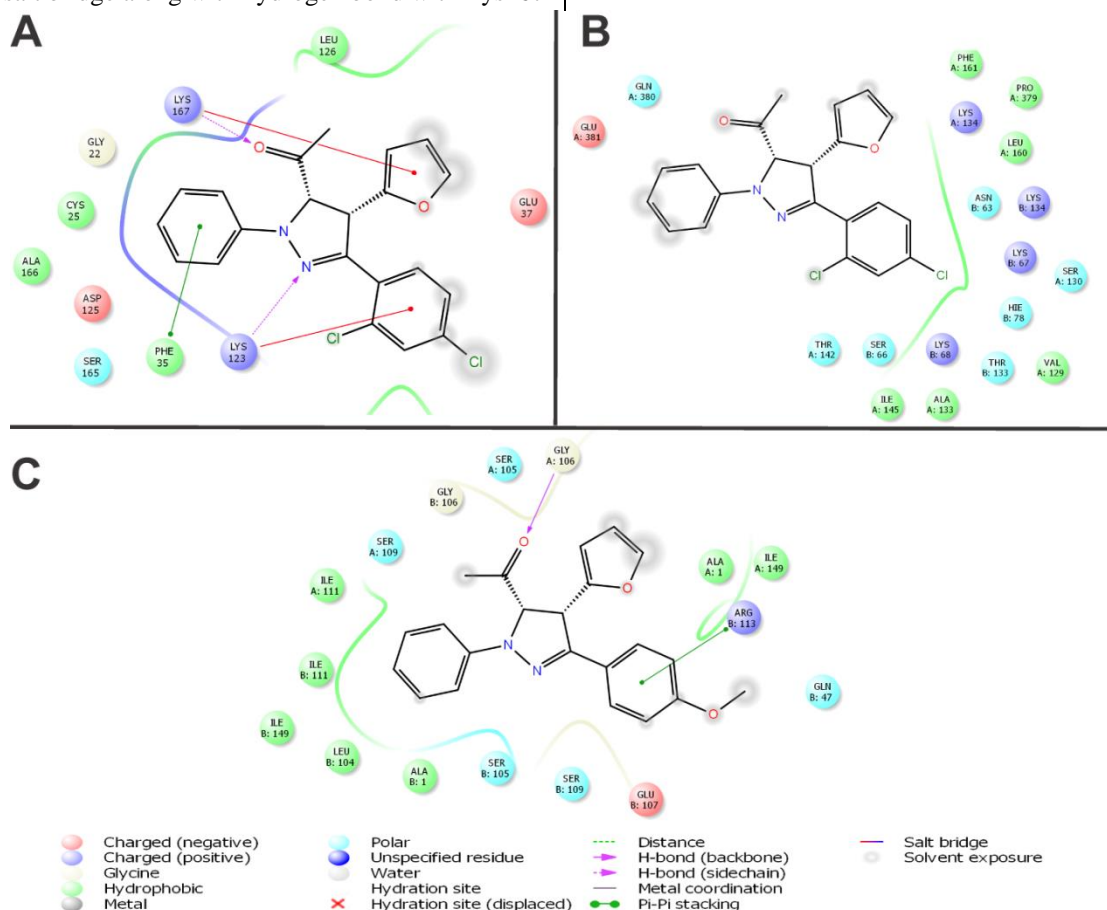 A
LEU
126
LYS
167
GLY
22
O
CYS
25
O
GLU
37
N
ALA
166
N
ASP
125
Cl
SER
165
PHE
35
LYS
123
Cl
B
PHE
A: 161
GLN
A: 380
PRO
A: 379
LYS
A: 134
GLU
A: 381
O
LEU
A: 160
O
N
ASN
B: 63
LYS
B: 134
N
LYS
B: 67
SER
A: 130
Cl
Cl
HIE
B: 78
THR
A: 142
SER
B: 66
LYS
B: 68
THR
B: 133
VAL
A: 129
ILE
A: 145
ALA
A: 133
C
SER
A: 105
GLY
A: 106
GLY
B: 106
SER
A: 109
O
ILE
A: 111
ALA
A: 1
ILE
A: 149
O
ARG
B: 113
N
ILE
B: 111
N
GLN
B: 47
ILE
B: 149
O
LEU
B: 104
ALA
B: 1
SER
B: 105
SER
B: 109
GLU
B: 107
Charged (negative)
Charged (positive)
Glycine
Hydrophobic
Metal
Polar
Unspecified residue
Water
Hydration site
Hydration site (displaced)
Distance
H-bond (backbone)
H-bond (sidechain)
Metal coordination
Pi-Pi stacking
Salt bridge
Solvent exposure